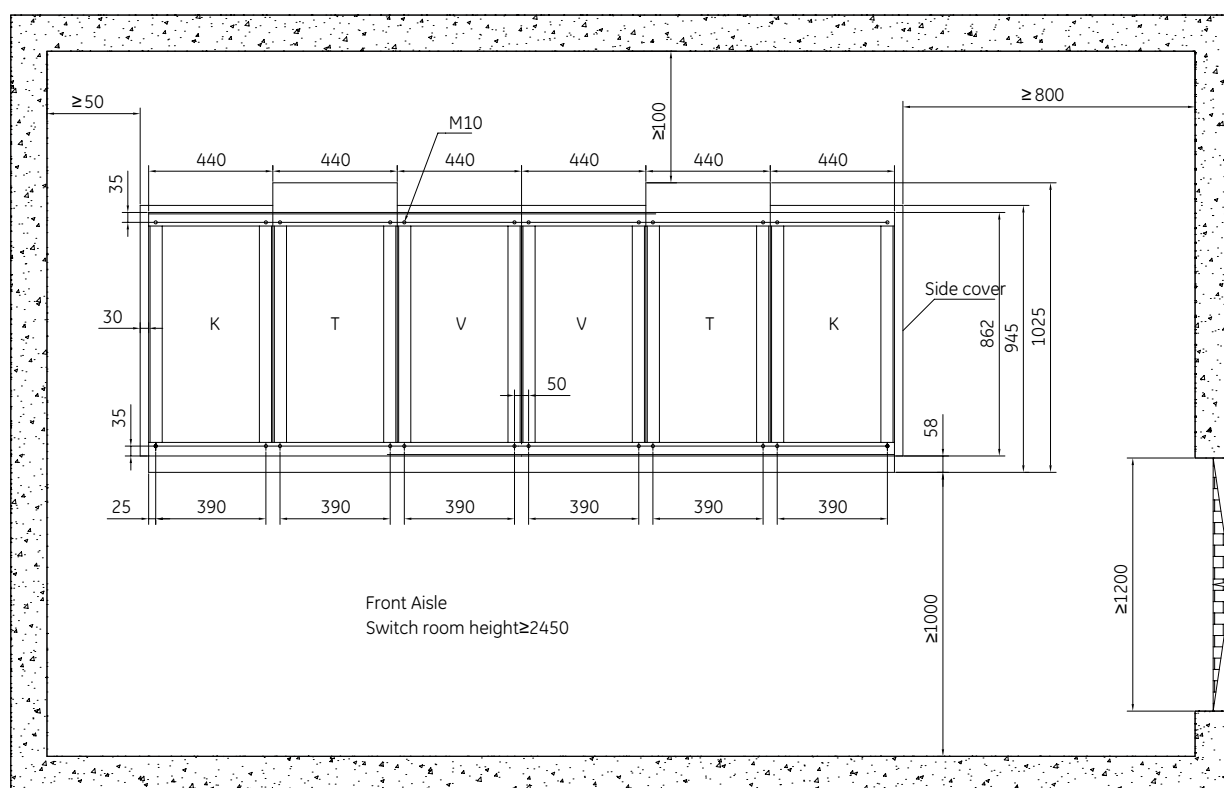 ≥50
≥800
≥100
M10
440 440 440 440 440 440
35
Side cover
30
K T V V T K
862
945
1025
50
35
58
25 390 390 390 390 390 390
Front Aisle
Switch room height≥2450
≥1000
≥1200